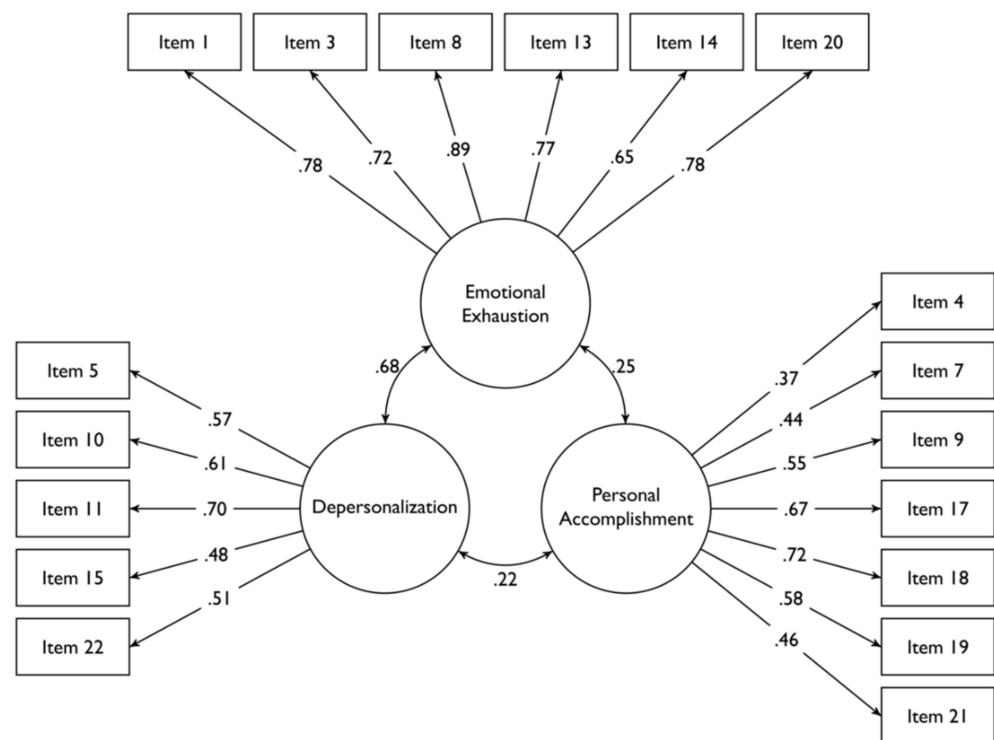 Item 1
Item 3
Item 8
Item 13
Item 14
Item 20
.78
.72
.89
.77
.65
.78
Emotional
Exhaustion
.68
.25
Item 5
Item 10
Item 11
Item 15
Item 22
.57
.61
.70
.48
.51
Depersonalization
.22
Personal
Accomplishment
.37
.44
.55
.67
.72
.58
.46
Item 4
Item 7
Item 9
Item 17
Item 18
Item 19
Item 21